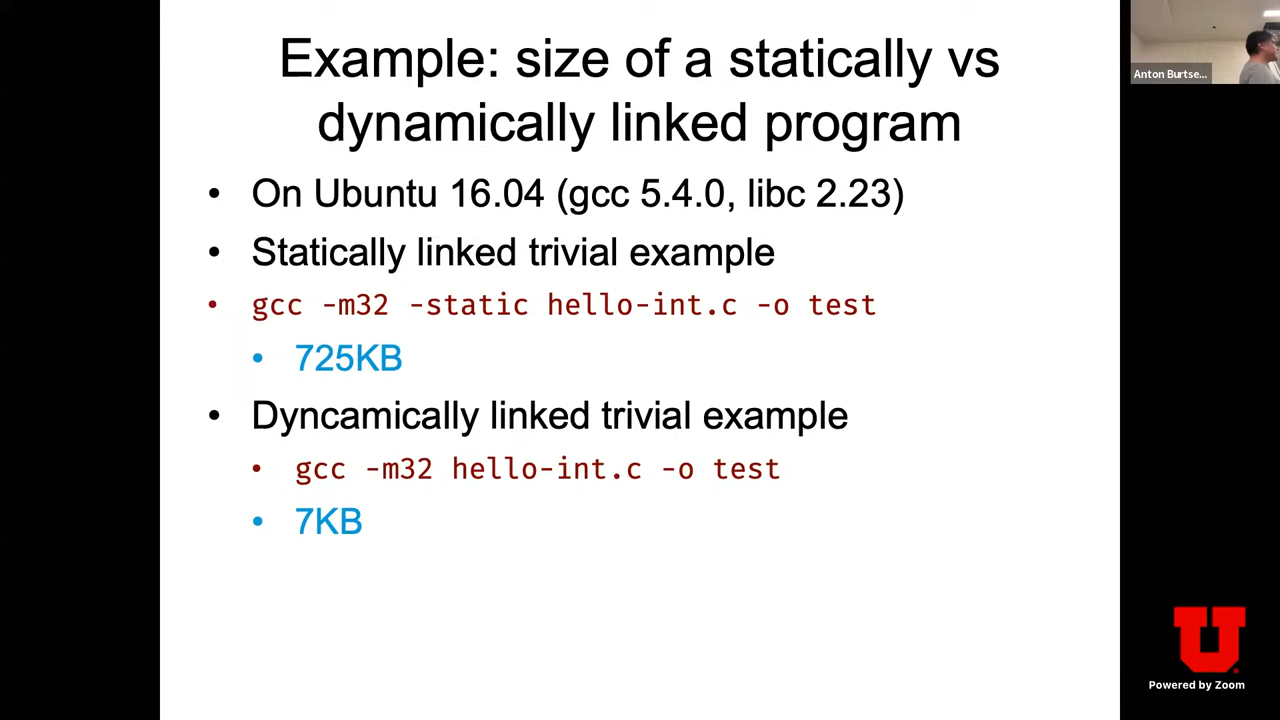 Example: size of a statically vs
dynamically linked program
• On Ubuntu 16.04 (gcc 5.4.0, libc 2.23)
• Statically linked trivial example
• gcc -m32 -static hello-int.c -o test
• 725KB
• Dyncamically linked trivial example
• gcc -m32 hello-int.c -o test
• 7KB
Anton Burtse...
U
Powered by Zoom